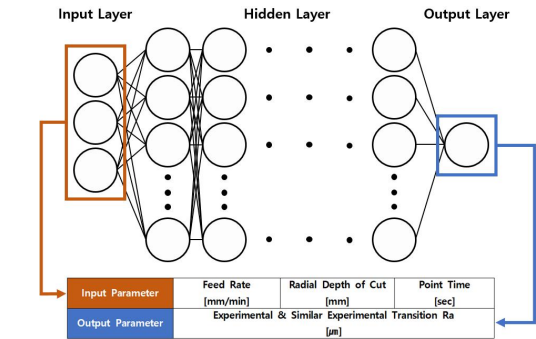 Input Layer
Hidden Layer
Output Layer
Input Parameter
Feed Rate
[mm/min]
Radial Depth of Cut
[mm]
Point Time
[sec]
Output Parameter
Experimental & Similar Experimental Transition Ra
[㎛]